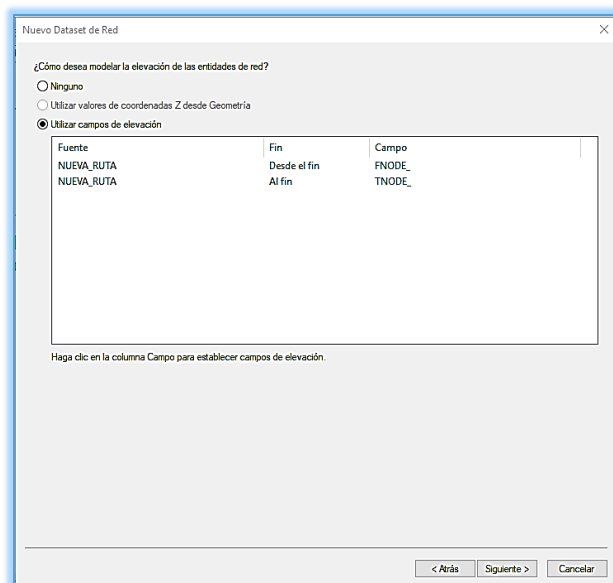 Nuevo Dataset de Red
¿Cómo desea modelar la elevación de las entidades de red?
Ninguno
Utilizar valores de coordenadas Z desde Geometría
Utilizar campos de elevación
Fuente Fin Campo
NUEVA_RUTA Desde el fin FNODE_
NUEVA_RUTA Al fin TNODE_
Haga clic en la columna Campo para establecer campos de elevación.
< Atrás Siguiente > Cancelar